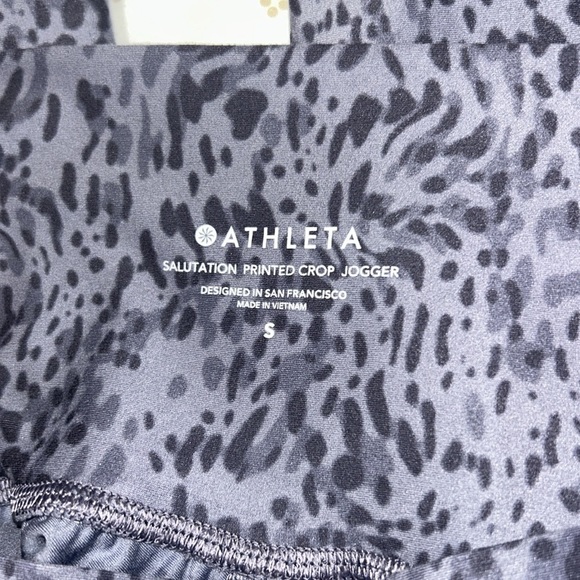 ATHLETA
SALUTATION PRINTED CROP JOGGER
DESIGNED IN SAN FRANCISCO
MADE IN VIETNAM
S